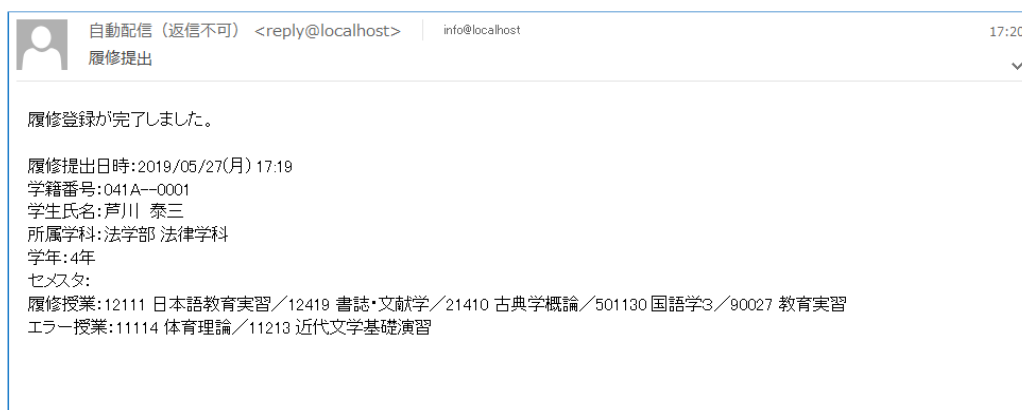 自動配信（返信不可） <reply@localhost> info@localhost 17:20
履修提出
履修登録が完了しました。
履修提出日時:2019/05/27(月) 17:19
学籍番号:041A--0001
学生氏名:芦川 泰三
所属学科:法学部 法律学科
学年:4年
セメスタ:
履修授業:12111 日本語教育実習／12419 書誌・文献学／21410 古典学概論／501130 国語学3／90027 教育実習
エラー授業:11114 体育理論／11213 近代文学基礎演習